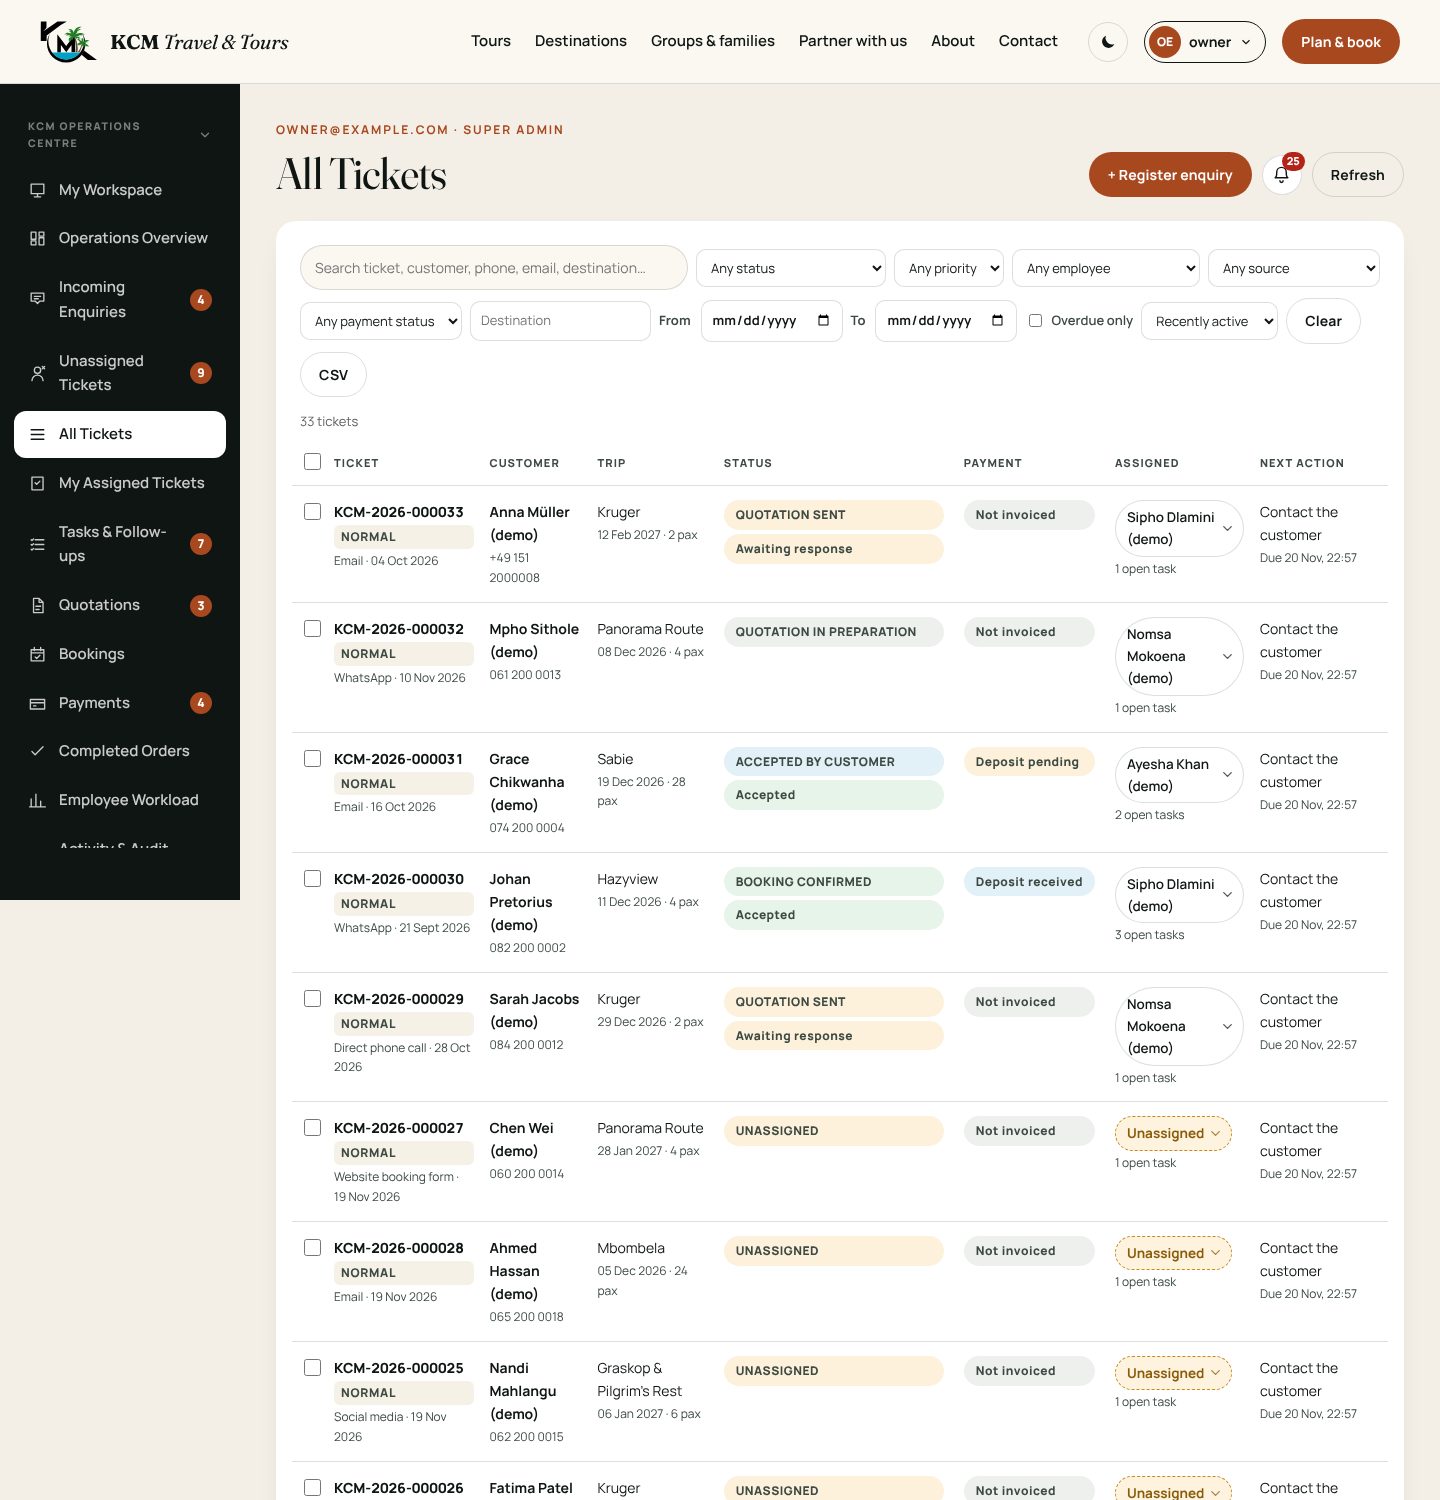 KCM Travel & Tours
Tours Destinations Groups & families Partner with us About Contact OE owner Plan & book
KCM OPERATIONS
CENTRE
My Workspace
Operations Overview
Incoming
Enquiries 4
Unassigned
Tickets 9
All Tickets
My Assigned Tickets
Tasks & Follow-
ups 7
Quotations 3
Bookings
Payments 4
Completed Orders
Employee Workload
Activity & Audit
OWNER@EXAMPLE.COM · SUPER ADMIN
All Tickets
+ Register enquiry 25 Refresh
Search ticket, customer, phone, email, destination... Any status Any priority Any employee Any source
Any payment status Destination From mm/dd/yyyy To mm/dd/yyyy Overdue only Recently active Clear
CSV
33 tickets
TICKET CUSTOMER TRIP STATUS PAYMENT ASSIGNED NEXT ACTION
KCM-2026-000033
NORMAL
Email · 04 Oct 2026
Anna Müller
(demo)
+49 151
2000008
Kruger
12 Feb 2027 · 2 pax
QUOTATION SENT
Awaiting response
Not invoiced
Sipho Dlamini
(demo)
1 open task
Contact the
customer
Due 20 Nov, 22:57
KCM-2026-000032
NORMAL
WhatsApp · 10 Nov 2026
Mpho Sithole
(demo)
061 200 0013
Panorama Route
08 Dec 2026 · 4 pax
QUOTATION IN PREPARATION
Not invoiced
Nomsa
Mokoena
(demo)
1 open task
Contact the
customer
Due 20 Nov, 22:57
KCM-2026-000031
NORMAL
Email · 16 Oct 2026
Grace
Chikwanha
(demo)
074 200 0004
Sabie
19 Dec 2026 · 28
pax
ACCEPTED BY CUSTOMER
Accepted
Deposit pending
Ayesha Khan
(demo)
2 open tasks
Contact the
customer
Due 20 Nov, 22:57
KCM-2026-000030
NORMAL
WhatsApp · 21 Sept 2026
Johan
Pretorius
(demo)
082 200 0002
Hazyview
11 Dec 2026 · 4 pax
BOOKING CONFIRMED
Accepted
Deposit received
Sipho Dlamini
(demo)
3 open tasks
Contact the
customer
Due 20 Nov, 22:57
KCM-2026-000029
NORMAL
Direct phone call · 28 Oct
2026
Sarah Jacobs
(demo)
084 200 0012
Kruger
29 Dec 2026 · 2 pax
QUOTATION SENT
Awaiting response
Not invoiced
Nomsa
Mokoena
(demo)
1 open task
Contact the
customer
Due 20 Nov, 22:57
KCM-2026-000027
NORMAL
Website booking form ·
19 Nov 2026
Chen Wei
(demo)
060 200 0014
Panorama Route
28 Jan 2027 · 4 pax
UNASSIGNED
Not invoiced
Unassigned
1 open task
Contact the
customer
Due 20 Nov, 22:57
KCM-2026-000028
NORMAL
Email · 19 Nov 2026
Ahmed
Hassan
(demo)
065 200 0018
Mbombela
05 Dec 2026 · 24
pax
UNASSIGNED
Not invoiced
Unassigned
1 open task
Contact the
customer
Due 20 Nov, 22:57
KCM-2026-000025
NORMAL
Social media · 19 Nov
2026
Nandi
Mahlangu
(demo)
062 200 0015
Graskop &
Pilgrim's Rest
06 Jan 2027 · 6 pax
UNASSIGNED
Not invoiced
Unassigned
1 open task
Contact the
customer
Due 20 Nov, 22:57
KCM-2026-000026
Fatima Patel
Kruger
UNASSIGNED
Not invoiced
Unassigned
Contact the